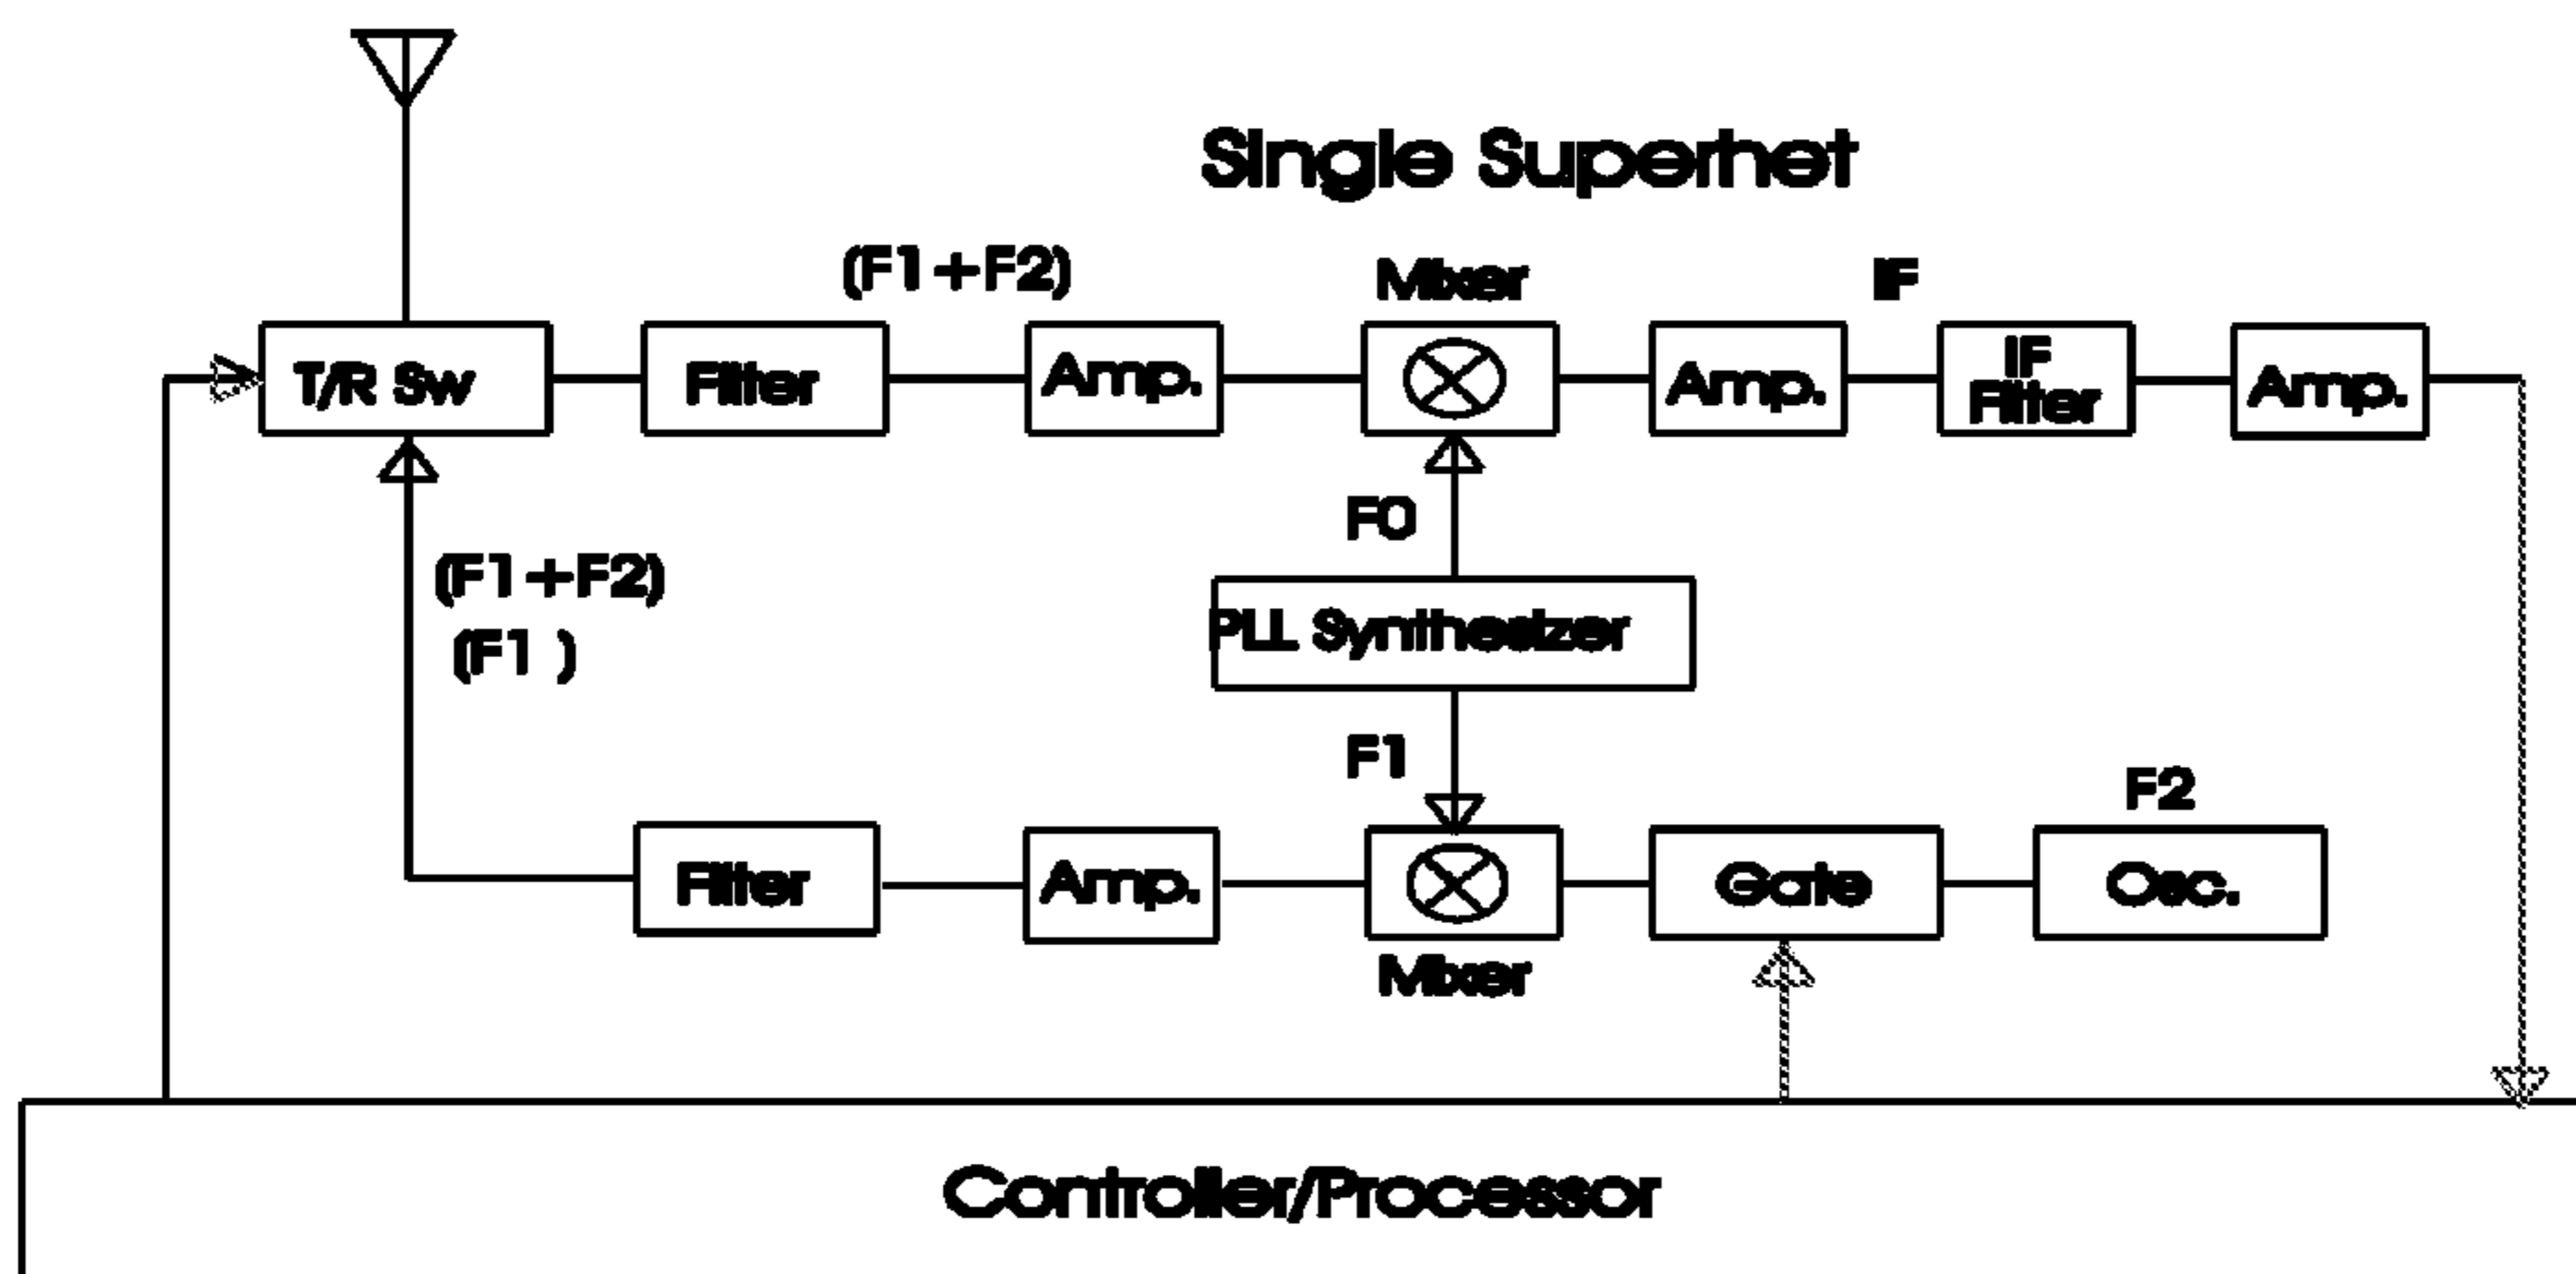 Single Superhet
(F1+F2)
Mixer
IF
T/R Sw
Filter
Amp.
Amp.
IF
Filter
Amp.
F0
(F1+F2)
(F1 )
PLL Synthesizer
F1
F2
Filter
Amp.
Gate
Osc.
Mixer
Controller/Processor